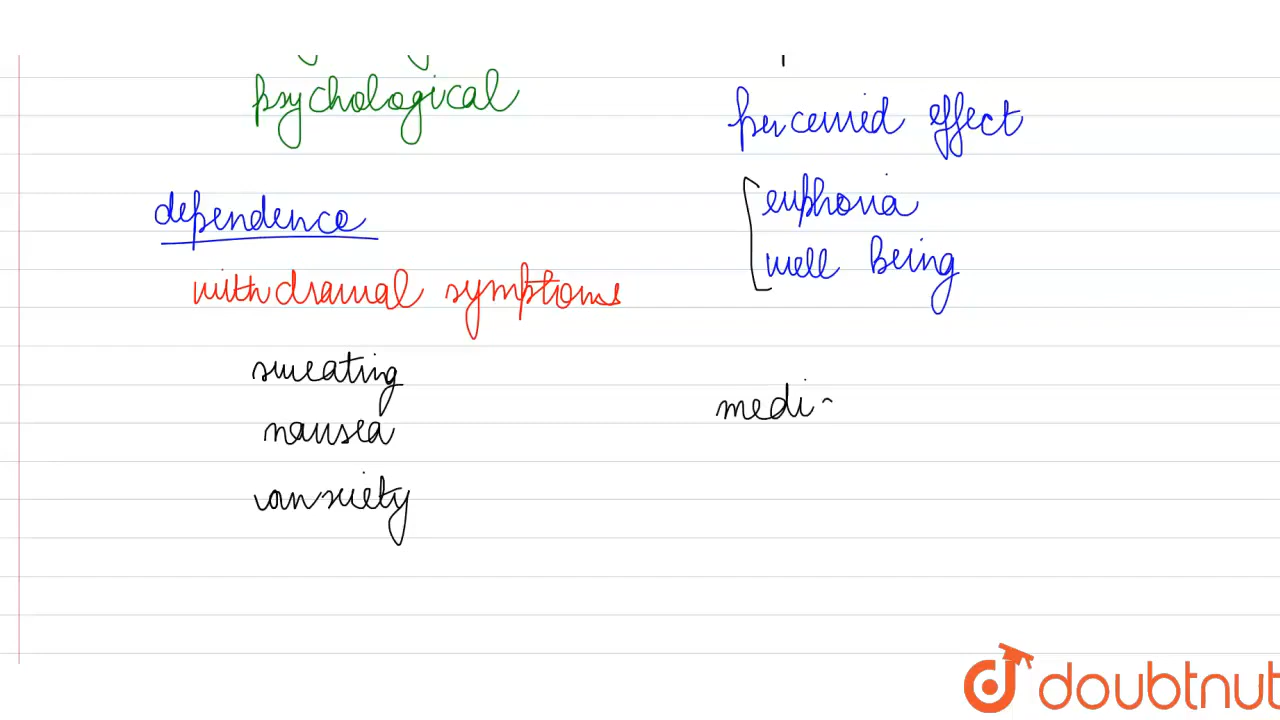 psychological
dependence
withdrawal symptoms
sweating
nausea
anxiety
perceived effect
euphoria
well Being
medi
doubtnut